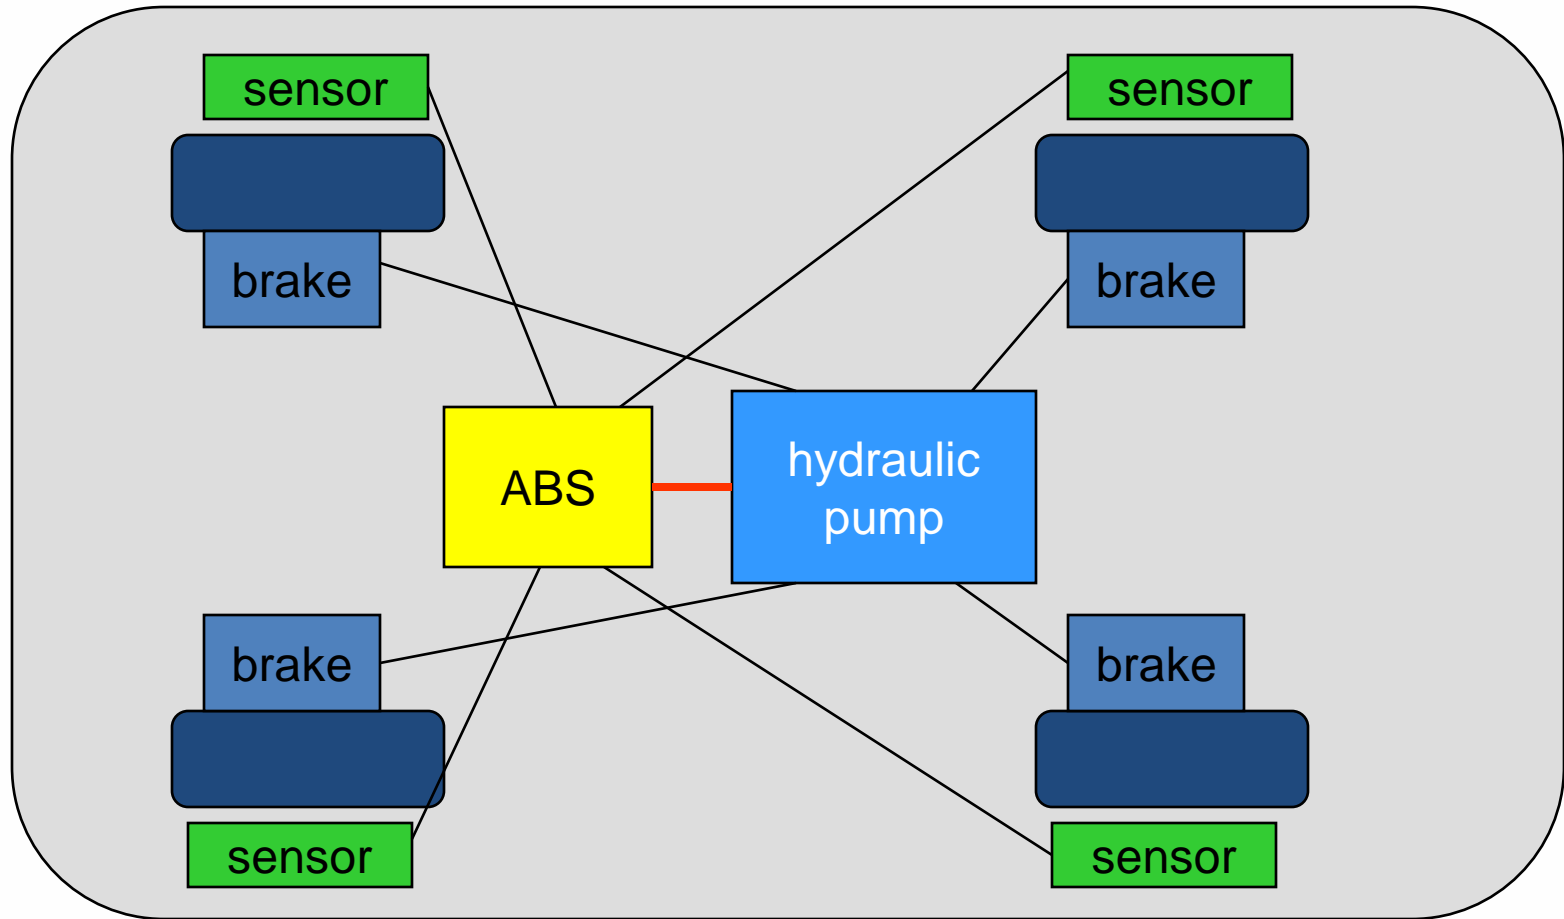 sensor
sensor
brake
brake
ABS
hydraulic
pump
brake
brake
sensor
sensor